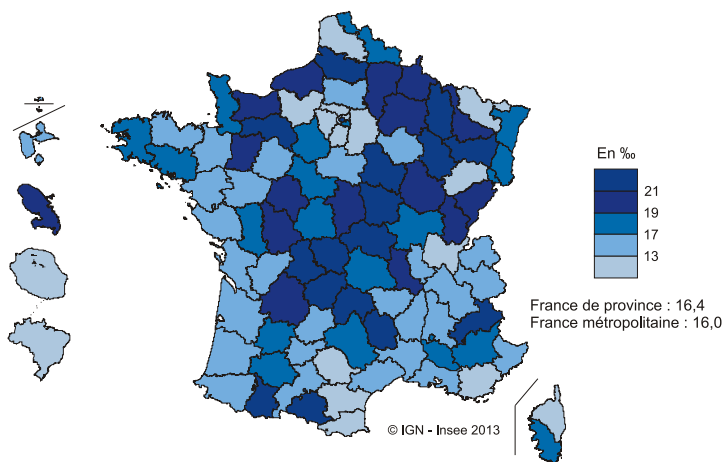 En ‰
21
19
17
13
France de province : 16,4
France métropolitaine : 16,0
© IGN - Insee 2013